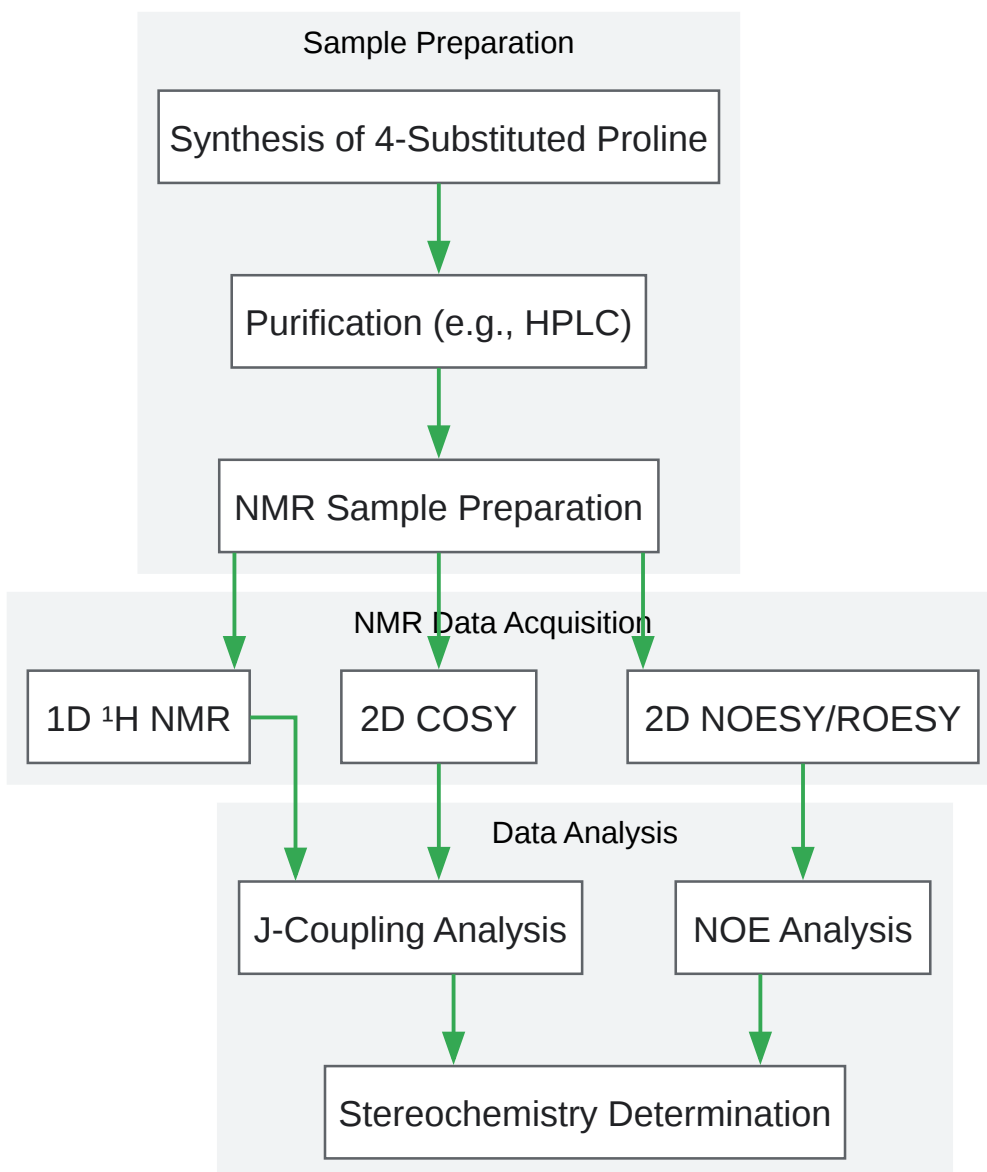 Sample Preparation
Synthesis of 4-Substituted Proline
Purification (e.g., HPLC)
NMR Sample Preparation
NMR Data Acquisition
1D ¹H NMR
2D COSY
2D NOESY/ROESY
Data Analysis
J-Coupling Analysis
NOE Analysis
Stereochemistry Determination